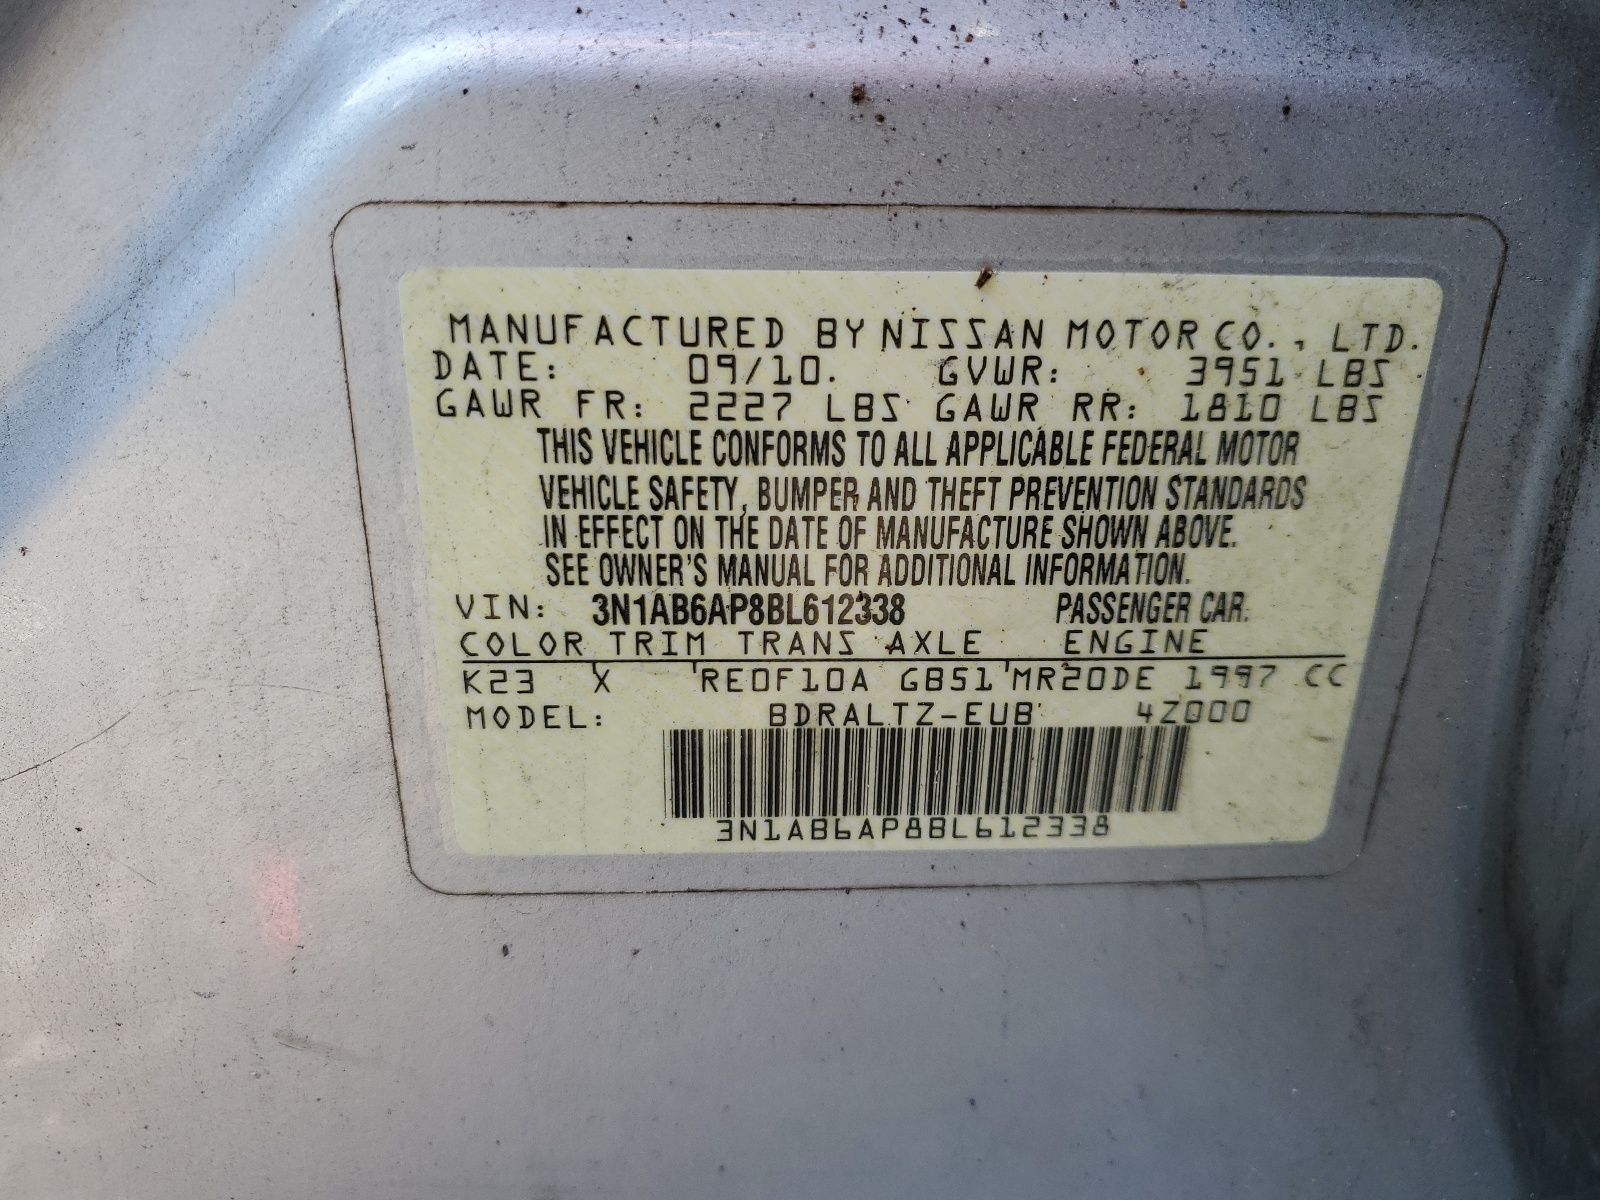 MANUFACTURED BY NISSAN MOTOR CO., LTD.
DATE: 09/10. GVWR: 3951 LBS
GAWR FR: 2227 LBS GAWR RR: 1810 LBS
THIS VEHICLE CONFORMS TO ALL APPLICABLE FEDERAL MOTOR
VEHICLE SAFETY, BUMPER AND THEFT PREVENTION STANDARDS
IN EFFECT ON THE DATE OF MANUFACTURE SHOWN ABOVE.
SEE OWNER'S MANUAL FOR ADDITIONAL INFORMATION.
VIN: 3N1AB6AP8BL612338 PASSENGER CAR.
COLOR TRIM TRANS AXLE ENGINE
K23 X RE0F10A GB51 MR20DE 1997 CC
MODEL: BDRALTZ-EUB 4Z000
3N1AB6AP8BL612338